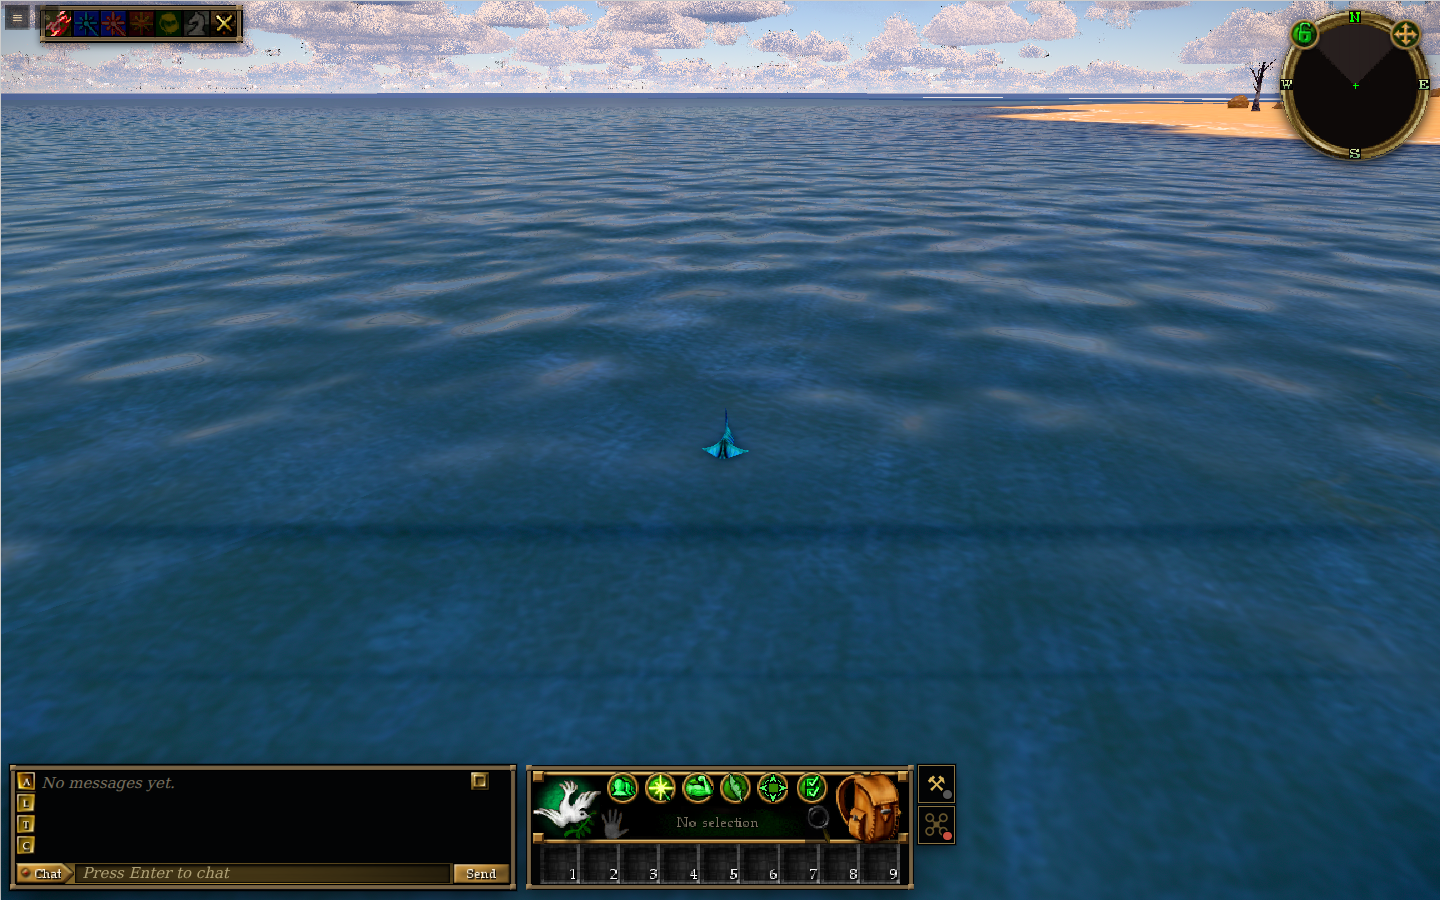 N
W
E
S
A
No messages yet.
L
T
C
Chat
Press Enter to chat
Send
No selection
1 2 3 4 5 6 7 8 9